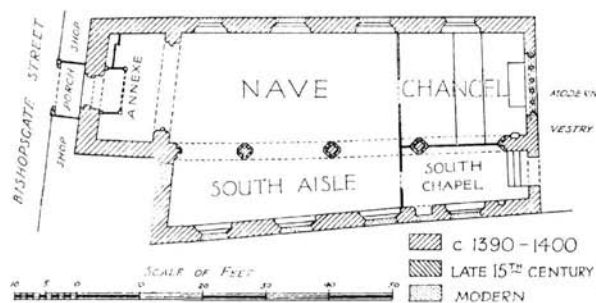 BISHOPSGATE STREET
SHOP
PORCH
SHOP
ANNEXE
NAVE
CHANCEL
MODERN
VESTRY
SOUTH AISLE
SOUTH
CHAPEL
SCALE OF FEET
10 5 0 10 20 30 40 50
C 1390-1400
LATE 15TH CENTURY
MODERN